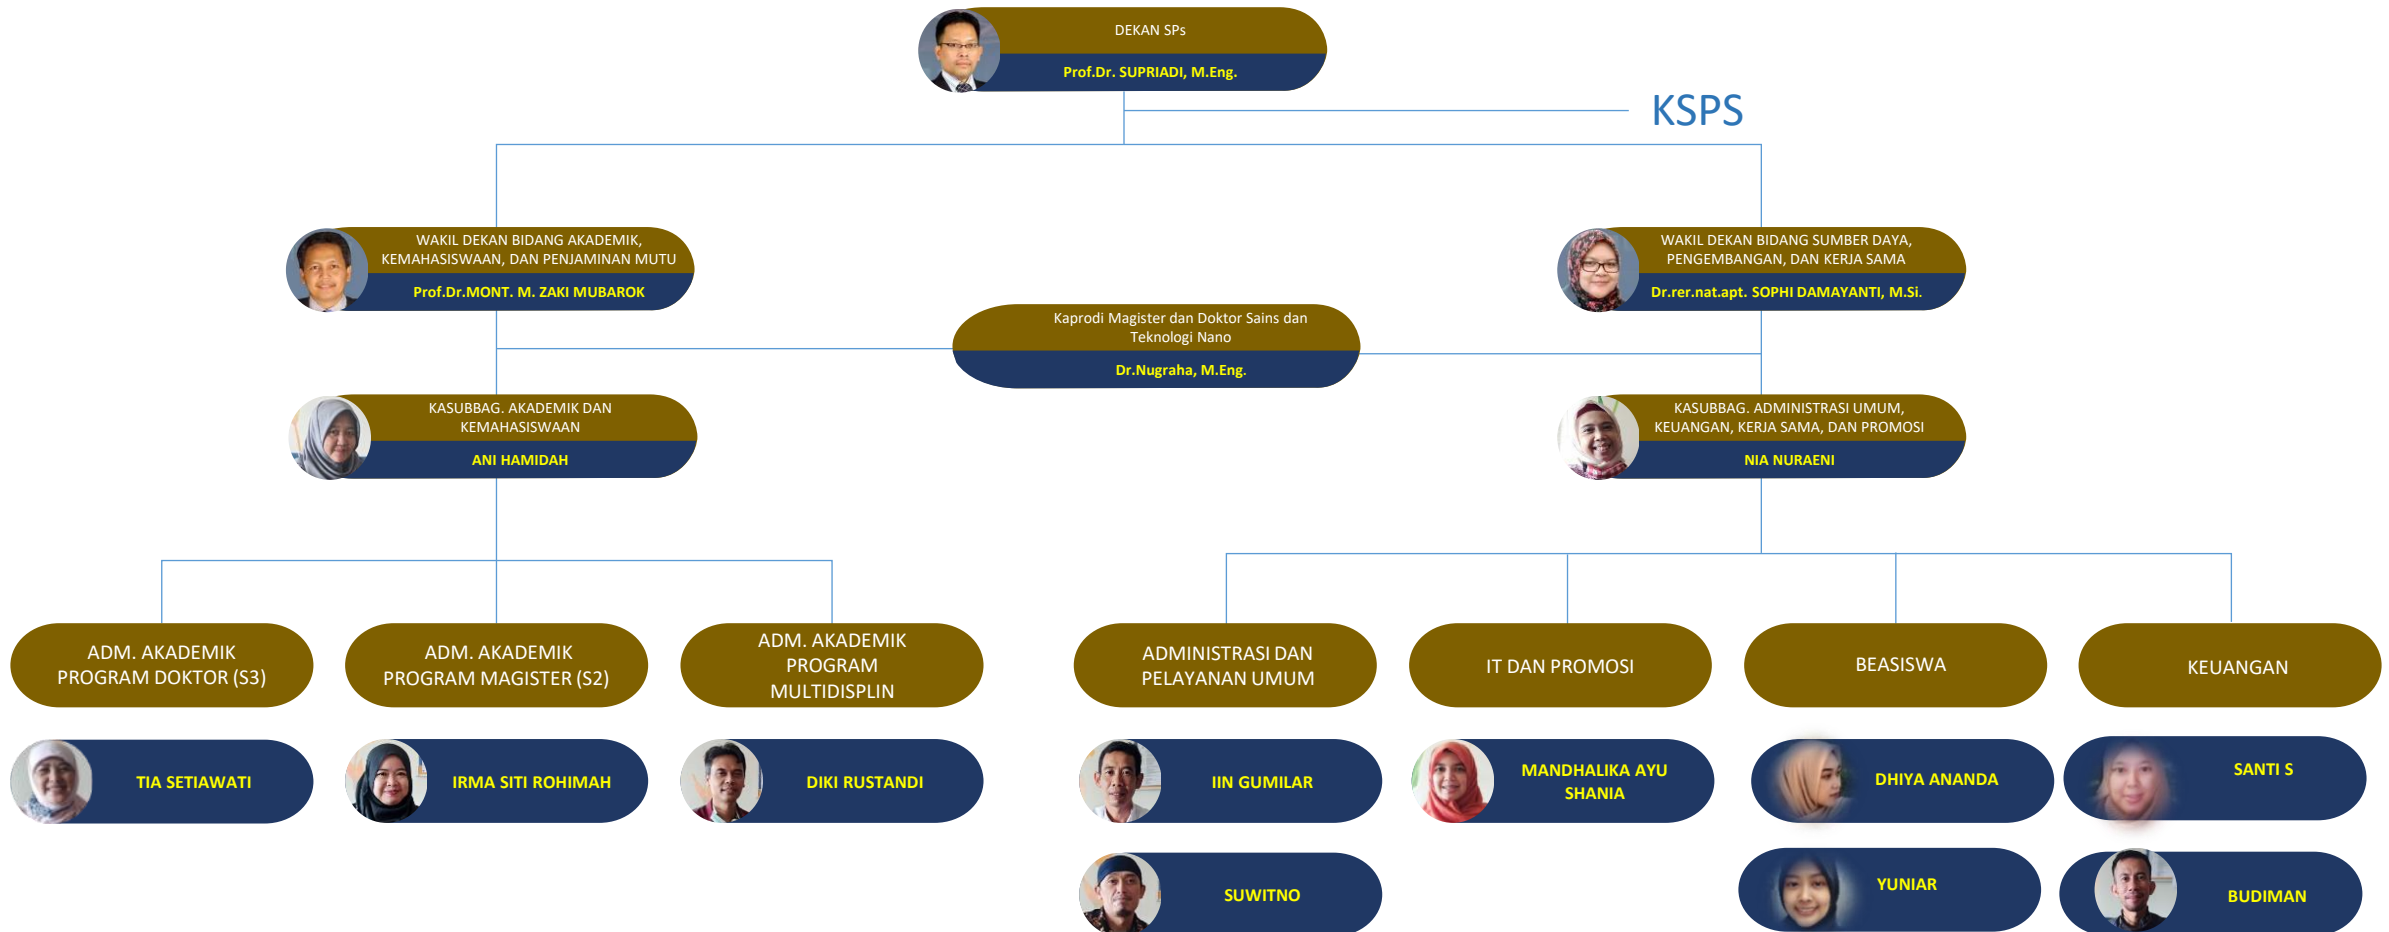 DEKAN SPs
Prof.Dr. SUPRIADI, M.Eng.
KSPS
WAKIL DEKAN BIDANG AKADEMIK,
KEMAHASISWAAN, DAN PENJAMINAN MUTU
Prof.Dr.MONT. M. ZAKI MUBAROK
WAKIL DEKAN BIDANG SUMBER DAYA,
PENGEMBANGAN, DAN KERJA SAMA
Dr.rer.nat.apt. SOPHI DAMAYANTI, M.Si.
Kaprodi Magister dan Doktor Sains dan
Teknologi Nano
Dr.Nugraha, M.Eng.
KASUBBAG. AKADEMIK DAN
KEMAHASISWAAN
ANI HAMIDAH
KASUBBAG. ADMINISTRASI UMUM,
KEUANGAN, KERJA SAMA, DAN PROMOSI
NIA NURAENI
ADM. AKADEMIK
PROGRAM DOKTOR (S3)
ADM. AKADEMIK
PROGRAM MAGISTER (S2)
ADM. AKADEMIK
PROGRAM
MULTIDISPLIN
ADMINISTRASI DAN
PELAYANAN UMUM
IT DAN PROMOSI
BEASISWA
KEUANGAN
TIA SETIAWATI
IRMA SITI ROHIMAH
DIKI RUSTANDI
IIN GUMILAR
MANDHALIKA AYU
SHANIA
DHIYA ANANDA
SANTI S
SUWITNO
YUNIAR
BUDIMAN